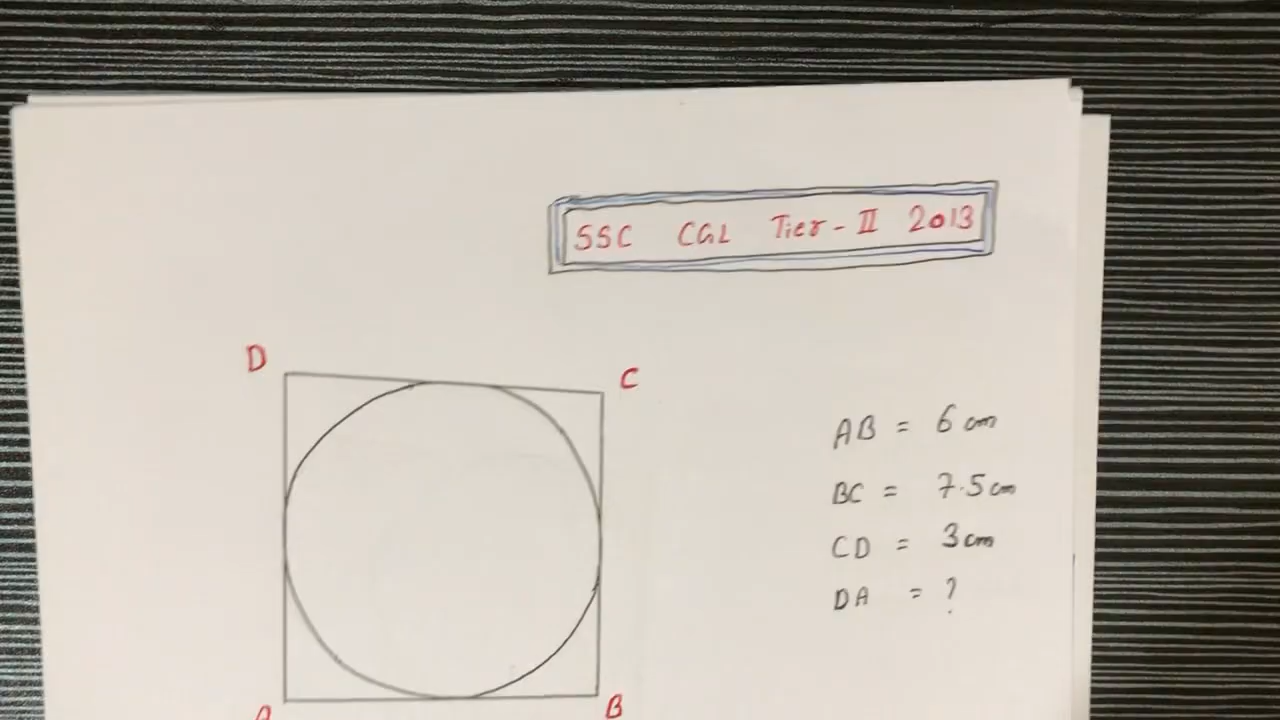 SSC CGL Tier-II 2013
D
C
AB = 6 cm
BC = 7.5 cm
CD = 3 cm
DA = ?
A
B